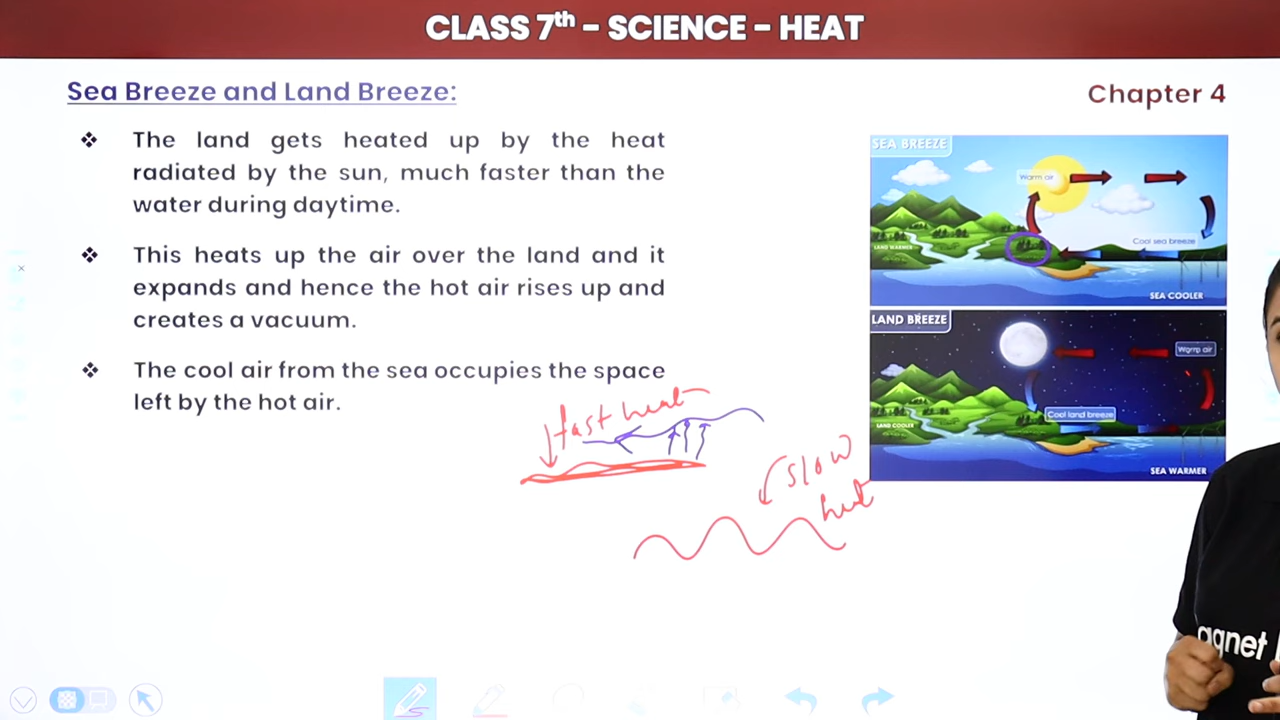 CLASS 7th – SCIENCE – HEAT
Sea Breeze and Land Breeze:
Chapter 4
❖ The land gets heated up by the heat
radiated by the sun, much faster than the
water during daytime.
❖ This heats up the air over the land and it
expands and hence the hot air rises up and
creates a vacuum.
❖ The cool air from the sea occupies the space
left by the hot air.
SEA BREEZE
Warm air
Cool sea breeze
LAND WARMER
SEA COOLER
LAND BREEZE
Warm air
Cool land breeze
LAND COOLER
SEA WARMER
fast heat
slow
heat
agnet